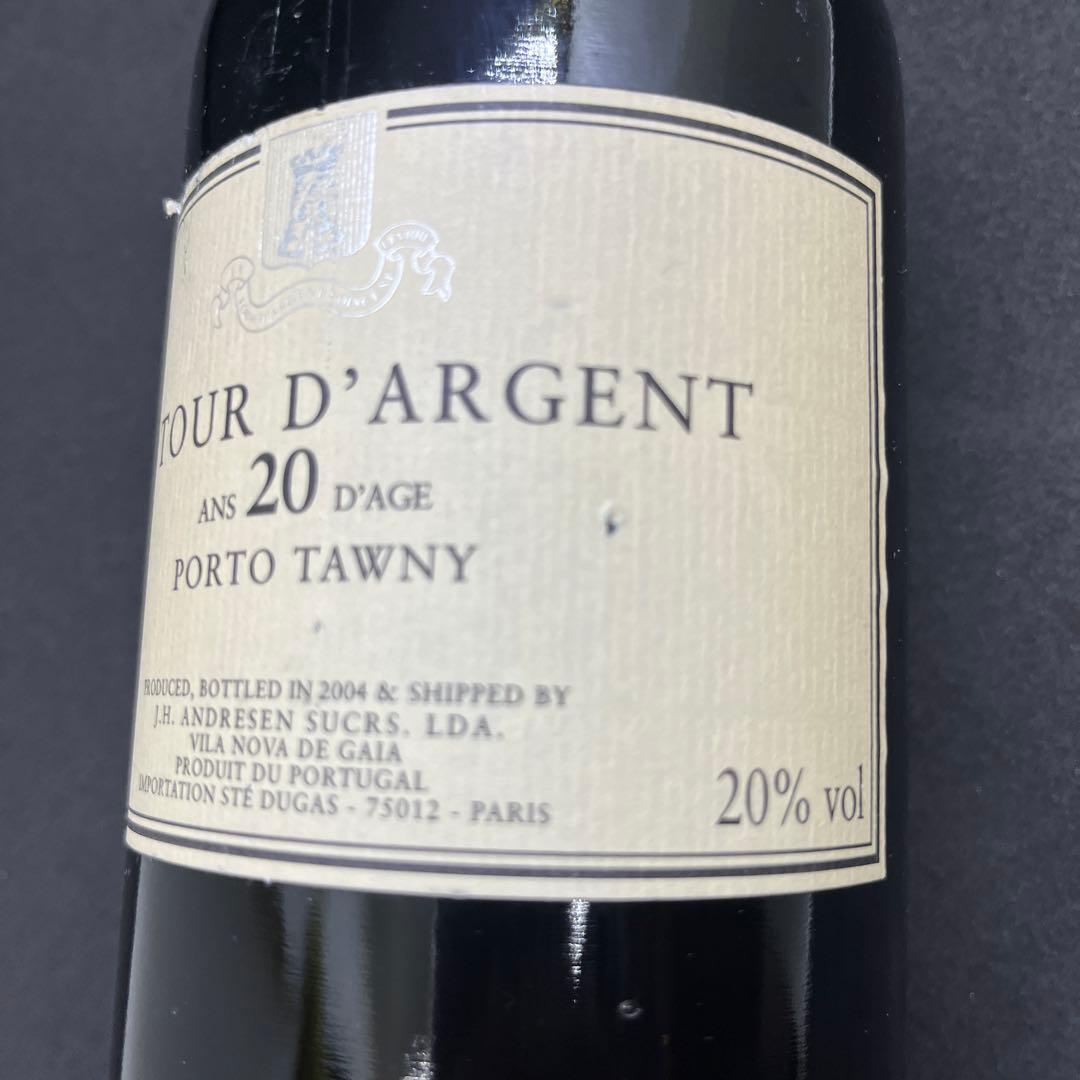 TOUR D'ARGENT
ANS 20 D'AGE
PORTO TAWNY
PRODUCED, BOTTLED IN 2004 & SHIPPED BY
J.H. ANDRESEN SUCRS. LDA.
VILA NOVA DE GAIA
PRODUIT DU PORTUGAL
IMPORTATION STÉ DUGAS - 75012 - PARIS
20% vol